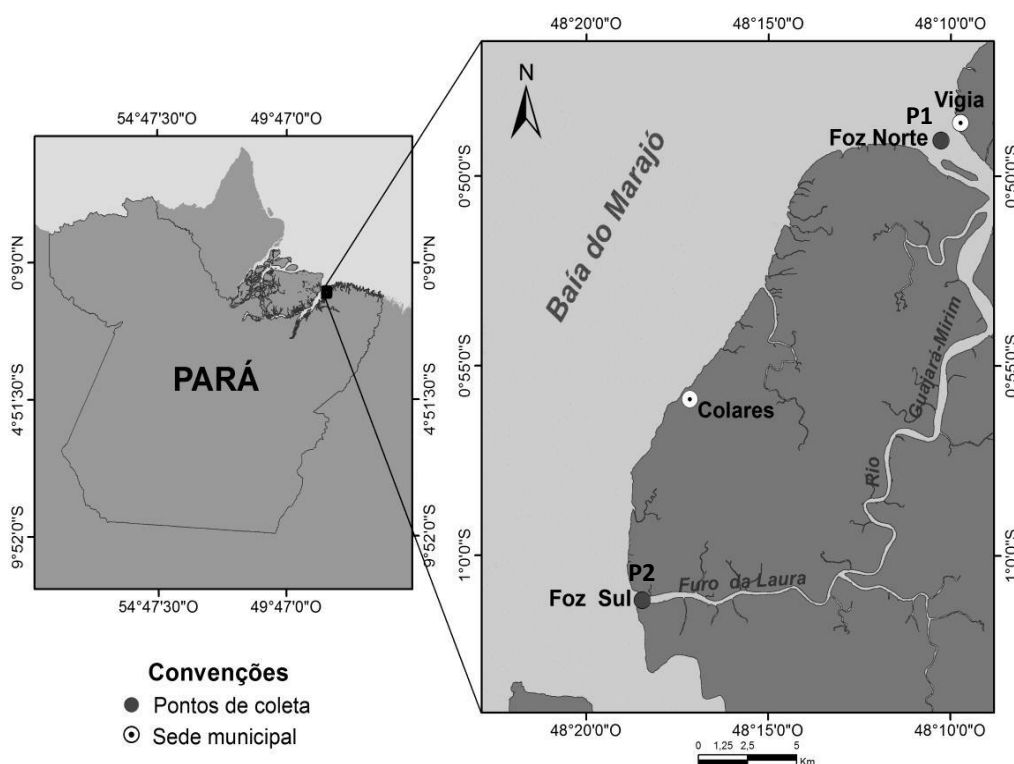 54°47'30"O
49°47'0"O
0°9'0"N
0°9'0"N
4°51'30"S
4°51'30"S
9°52'0"S
9°52'0"S
PARÁ
54°47'30"O
49°47'0"O
Convenções
Pontos de coleta
Sede municipal
48°20'0"O
48°15'0"O
48°10'0"O
N
Vigia
P1
Foz Norte
Baía do Marajó
0°50'0"S
0°50'0"S
Rio Guajará-Mirim
0°55'0"S
0°55'0"S
Colares
1°0'0"S
1°0'0"S
P2
Foz Sul
Furo da Laura
48°20'0"O
48°15'0"O
48°10'0"O
0 1,25 2,5 5
Km